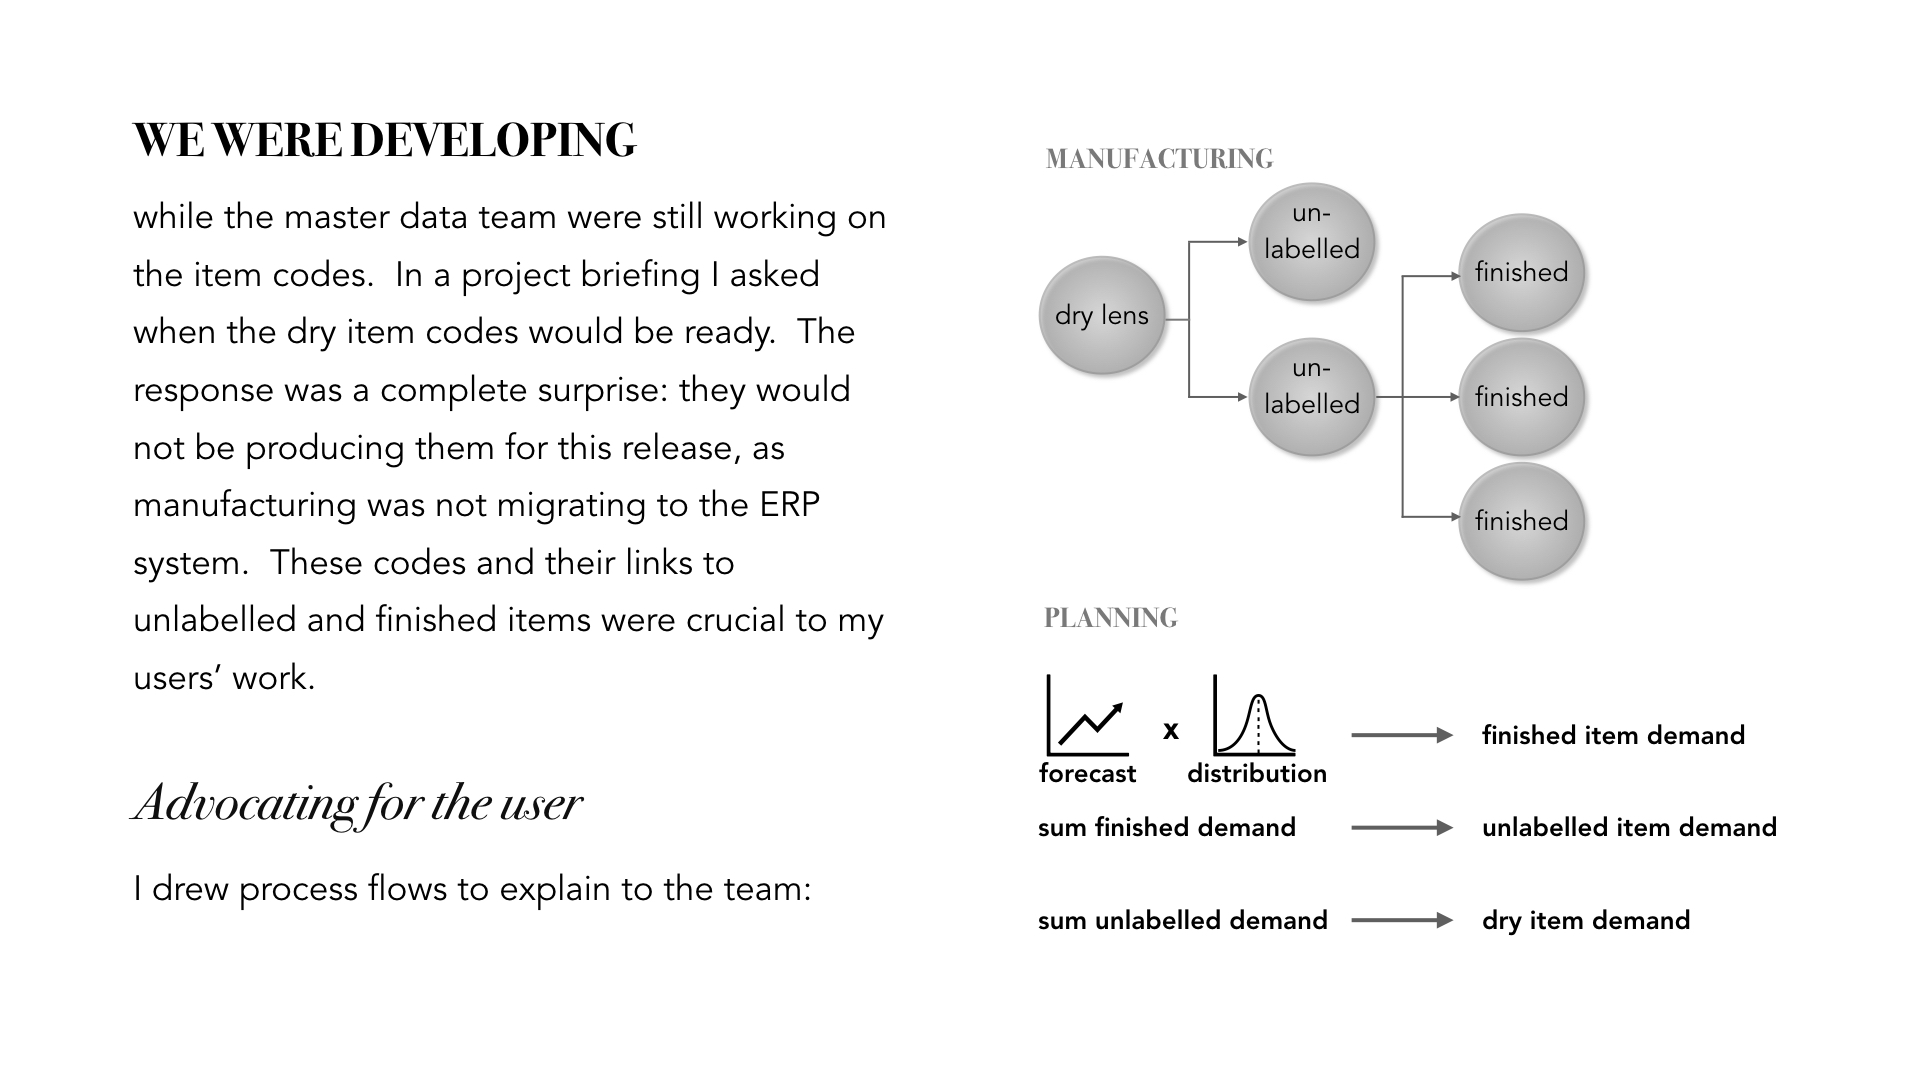 WE WERE DEVELOPING
while the master data team were still working on
the item codes.  In a project briefing I asked
when the dry item codes would be ready.  The
response was a complete surprise: they would
not be producing them for this release, as
manufacturing was not migrating to the ERP
system.  These codes and their links to
unlabelled and finished items were crucial to my
users’ work.
Advocating for the user
I drew process flows to explain to the team:
MANUFACTURING
dry lens
un-
labelled
un-
labelled
finished
finished
finished
PLANNING
forecast x distribution
finished item demand
sum finished demand
unlabelled item demand
sum unlabelled demand
dry item demand